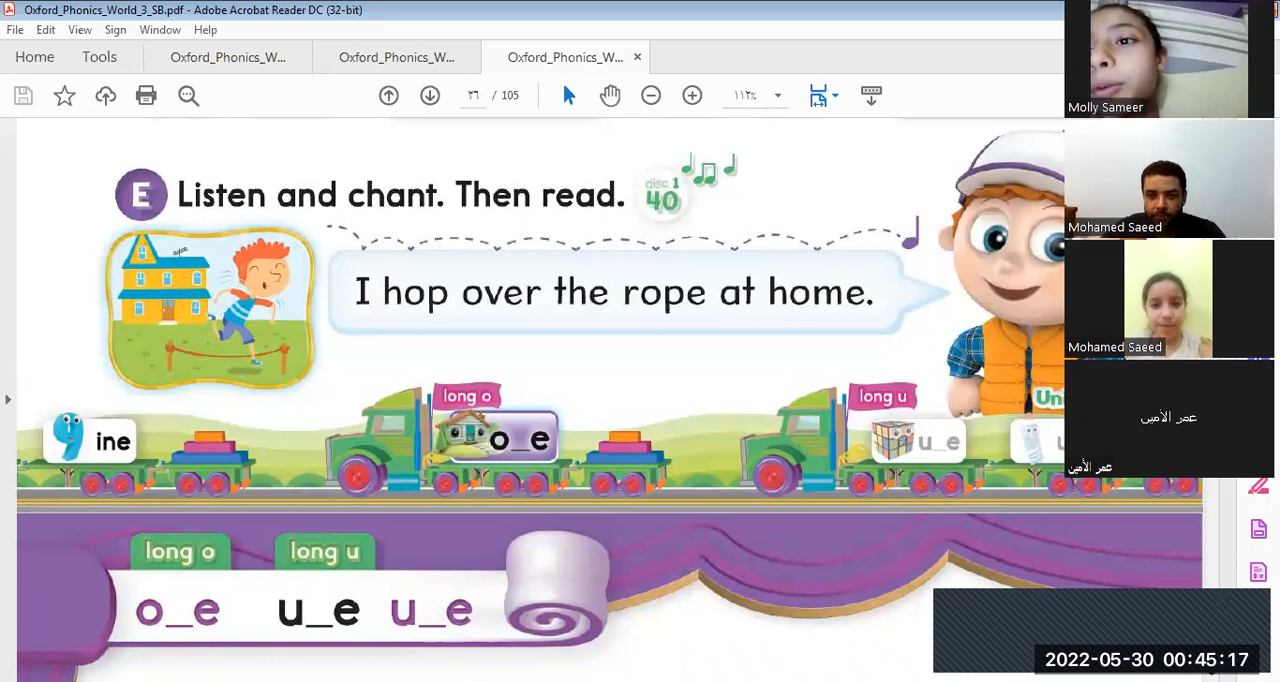 Oxford_Phonics_World_3_SB.pdf - Adobe Acrobat Reader DC (32-bit)
File Edit View Sign Window Help
Home Tools Oxford_Phonics_W... Oxford_Phonics_W... Oxford_Phonics_W... ×
٢٦ / 105 ١١٢٪
Molly Sameer
E Listen and chant. Then read. disc 1 40
Mohamed Saeed
I hop over the rope at home.
Mohamed Saeed
long o long u
ine o_e u_e u
عمر الأمين
عمر الأمين
long o long u
o_e u_e u_e
2022-05-30 00:45:17